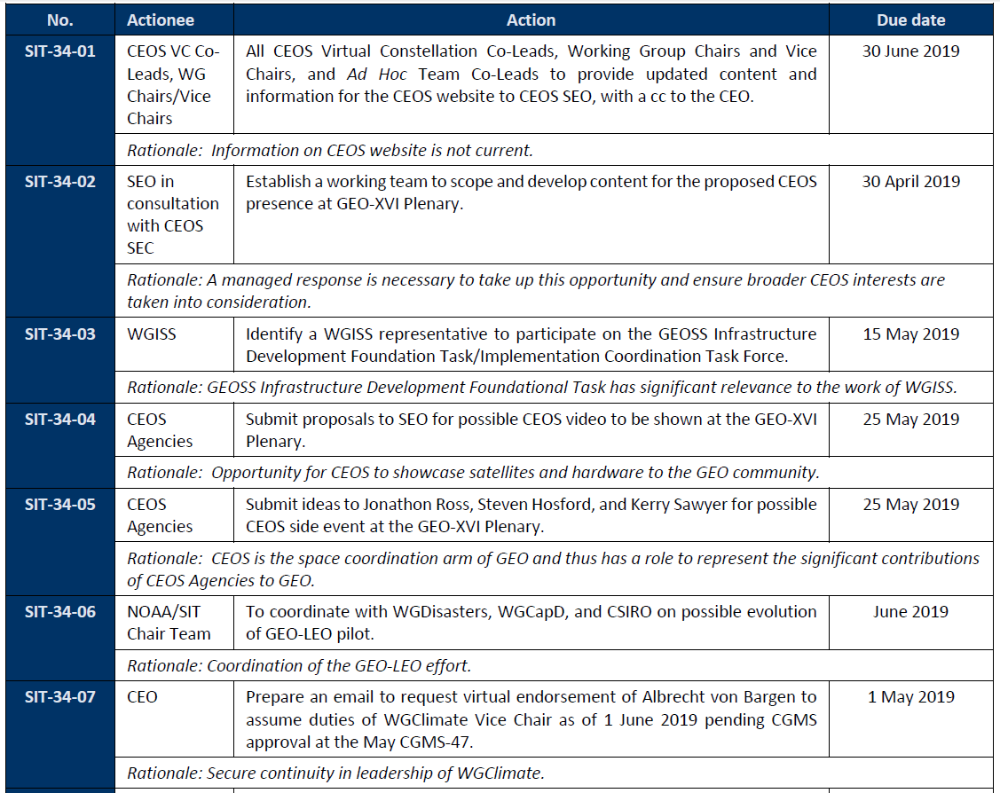 No. Actionee Action Due date
SIT-34-01 CEOS VC Co- All CEOS Virtual Constellation Co-Leads, Working Group Chairs and Vice 30 June 2019
Leads, WG Chairs, and Ad Hoc Team Co-Leads to provide updated content and
Chairs/Vice information for the CEOS website to CEOS SEO, with a cc to the CEO.
Chairs
Rationale: Information on CEOS website is not current.
SIT-34-02 SEO in Establish a working team to scope and develop content for the proposed CEOS 30 April 2019
consultation presence at GEO-XVI Plenary.
with CEOS
SEC
Rationale: A managed response is necessary to take up this opportunity and ensure broader CEOS interests are
taken into consideration.
SIT-34-03 WGISS Identify a WGISS representative to participate on the GEOSS Infrastructure 15 May 2019
Development Foundation Task/Implementation Coordination Task Force.
Rationale: GEOSS Infrastructure Development Foundational Task has significant relevance to the work of WGISS.
SIT-34-04 CEOS Submit proposals to SEO for possible CEOS video to be shown at the GEO-XVI 25 May 2019
Agencies Plenary.
Rationale: Opportunity for CEOS to showcase satellites and hardware to the GEO community.
SIT-34-05 CEOS Submit ideas to Jonathon Ross, Steven Hosford, and Kerry Sawyer for possible 25 May 2019
Agencies CEOS side event at the GEO-XVI Plenary.
Rationale: CEOS is the space coordination arm of GEO and thus has a role to represent the significant contributions
of CEOS Agencies to GEO.
SIT-34-06 NOAA/SIT To coordinate with WGDisasters, WGCapD, and CSIRO on possible evolution June 2019
Chair Team of GEO-LEO pilot.
Rationale: Coordination of the GEO-LEO effort.
SIT-34-07 CEO Prepare an email to request virtual endorsement of Albrecht von Bargen to 1 May 2019
assume duties of WGClimate Vice Chair as of 1 June 2019 pending CGMS
approval at the May CGMS-47.
Rationale: Secure continuity in leadership of WGClimate.